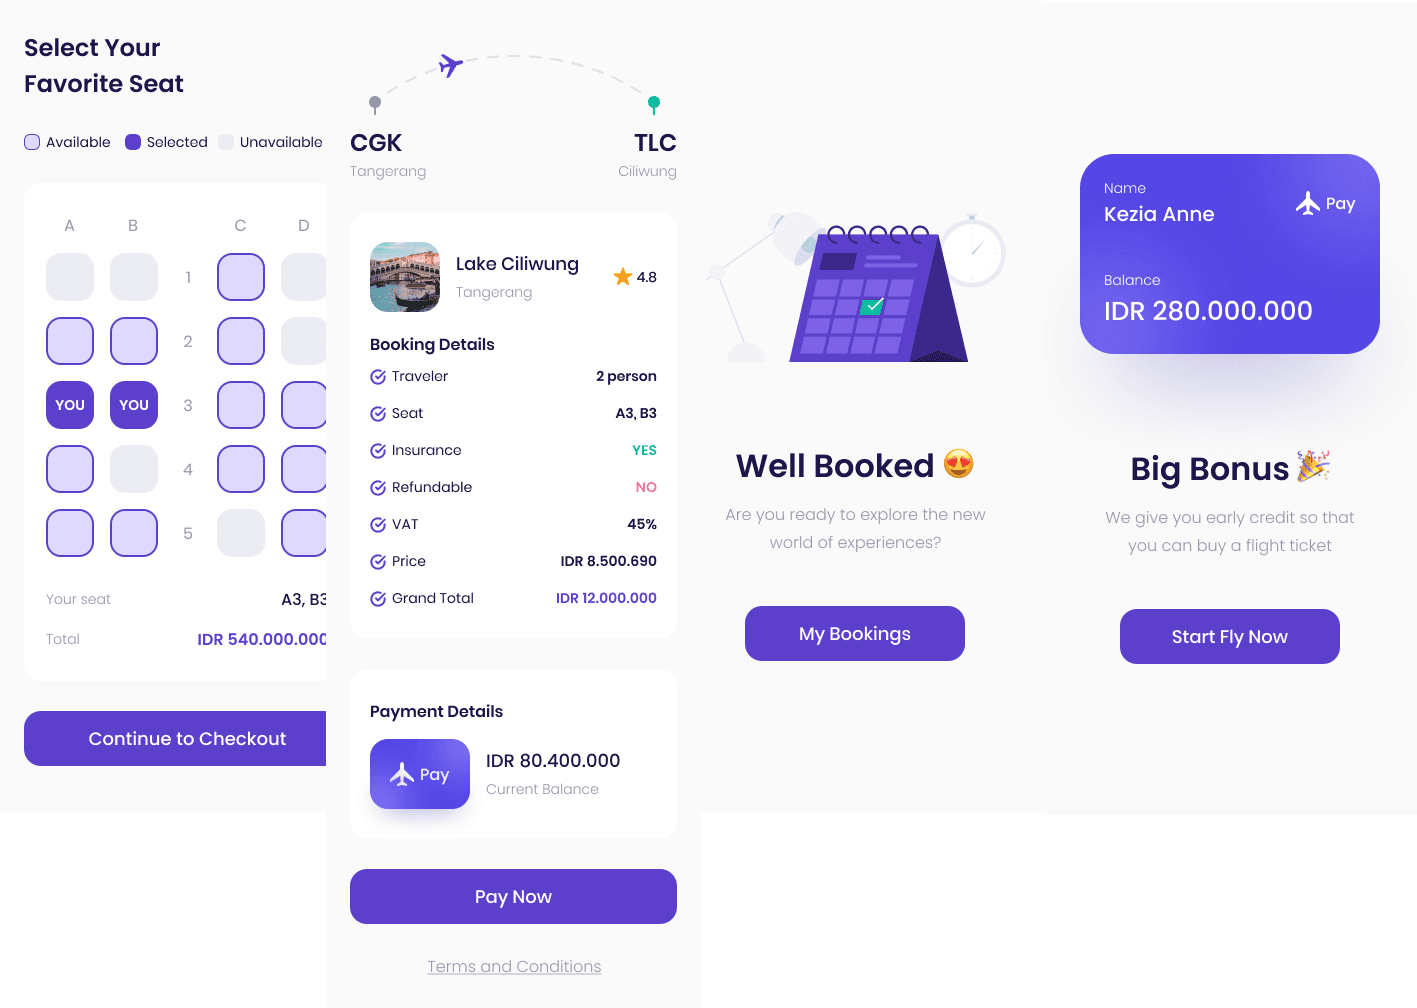 Select Your
Favorite Seat
Available
Selected
Unavailable
A
B
C
D
1
2
YOU
YOU
3
4
5
Your seat
A3, B3
Total
IDR 540.000.000
Continue to Checkout
CGK
Tangerang
TLC
Ciliwung
Lake Ciliwung
Tangerang
4.8
Booking Details
Traveler
2 person
Seat
A3, B3
Insurance
YES
Refundable
NO
VAT
45%
Price
IDR 8.500.690
Grand Total
IDR 12.000.000
Payment Details
Pay
IDR 80.400.000
Current Balance
Pay Now
Terms and Conditions
Well Booked 😍
Are you ready to explore the new
world of experiences?
My Bookings
Name
Kezia Anne
Pay
Balance
IDR 280.000.000
Big Bonus 🎉
We give you early credit so that
you can buy a flight ticket
Start Fly Now